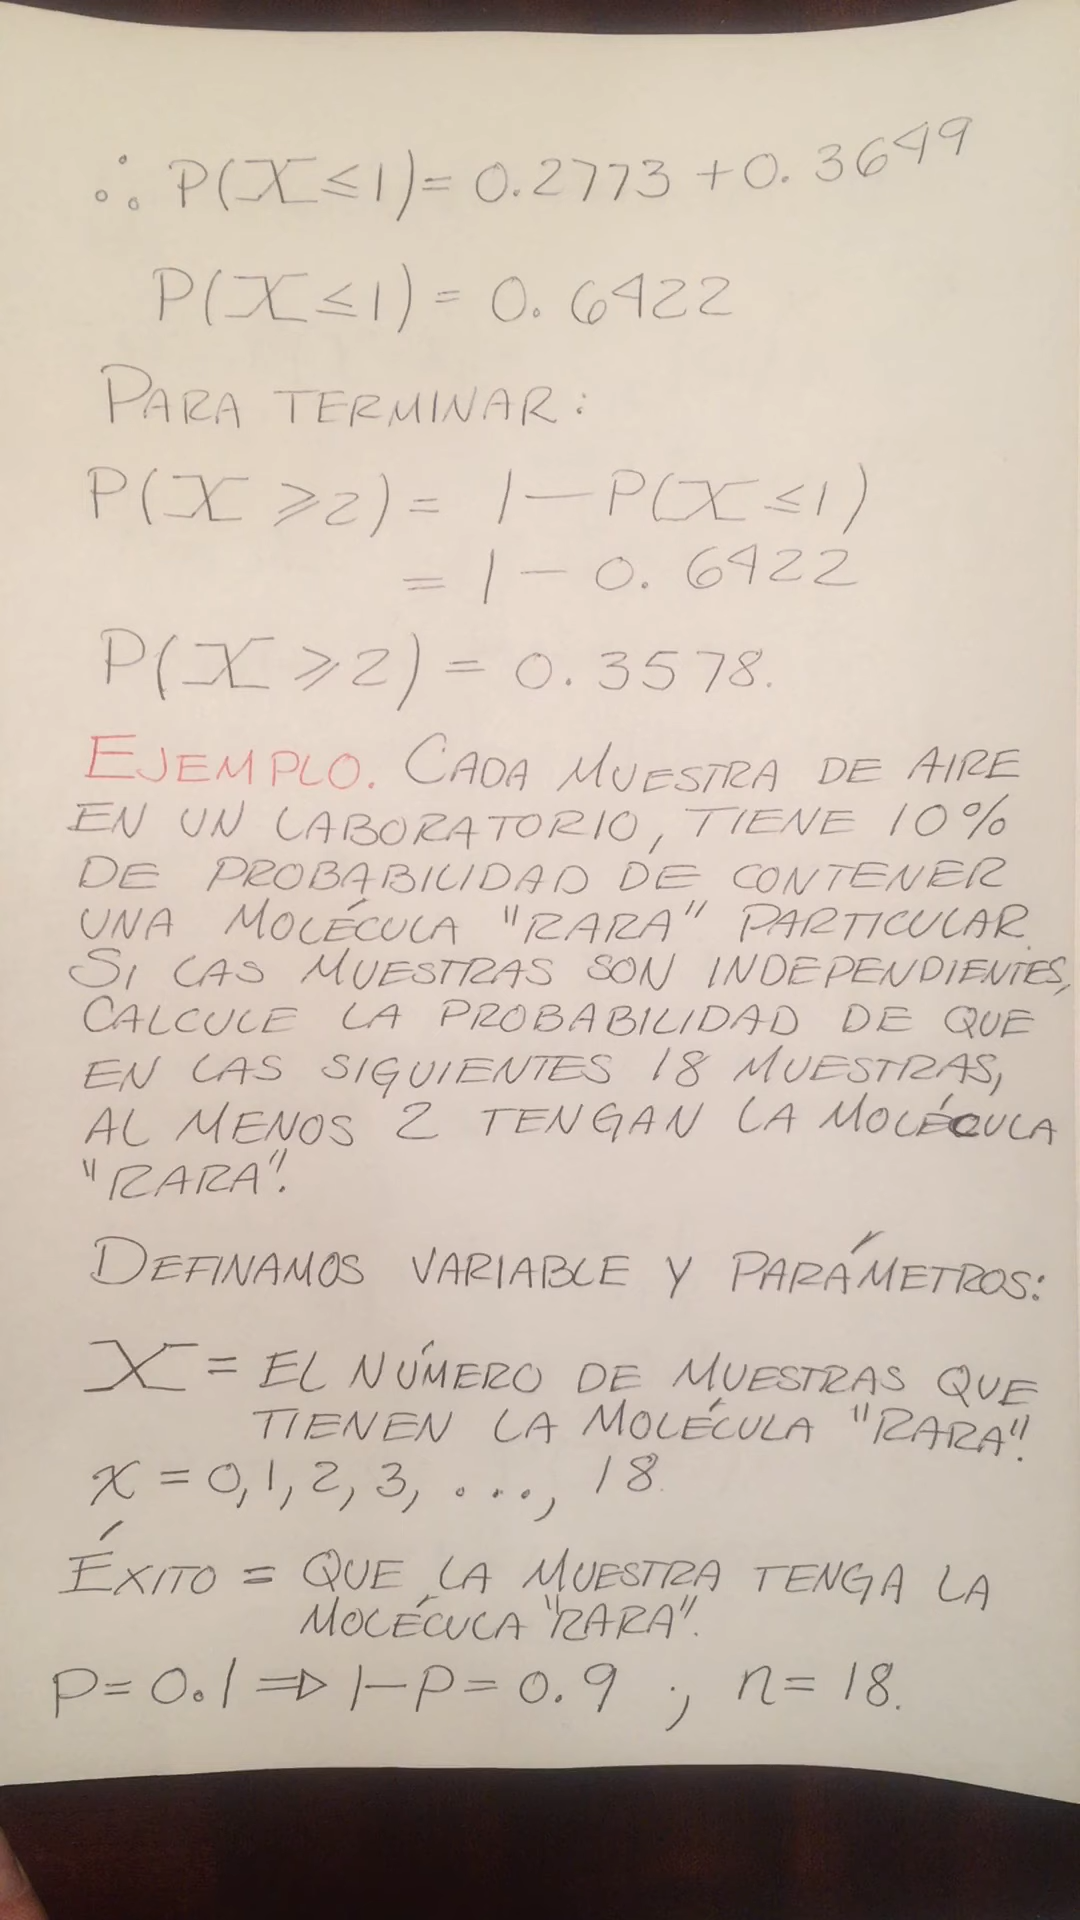 ∴ P(X≤1)= 0.2773 +0.3649
P(X≤1) = 0.6422
PARA TERMINAR:
P(X ≥2) = 1−P(X≤1)
= 1−0.6422
P(X ≥2) = 0.3578.
EJEMPLO. CADA MUESTRA DE AIRE
EN UN LABORATORIO, TIENE 10%
DE PROBABILIDAD DE CONTENER
UNA MOLÉCULA "RARA" PARTICULAR.
SI LAS MUESTRAS SON INDEPENDIENTES,
CALCULE LA PROBABILIDAD DE QUE
EN LAS SIGUIENTES 18 MUESTRAS,
AL MENOS 2 TENGAN LA MOLÉCULA
"RARA".
DEFINAMOS VARIABLE Y PARÁMETROS:
X = EL NÚMERO DE MUESTRAS QUE
TIENEN LA MOLÉCULA "RARA".
x = 0,1,2,3, ..., 18.
ÉXITO = QUE LA MUESTRA TENGA LA
MOLÉCULA "RARA".
P= 0.1 ⇒ 1−P= 0.9 ; n= 18.